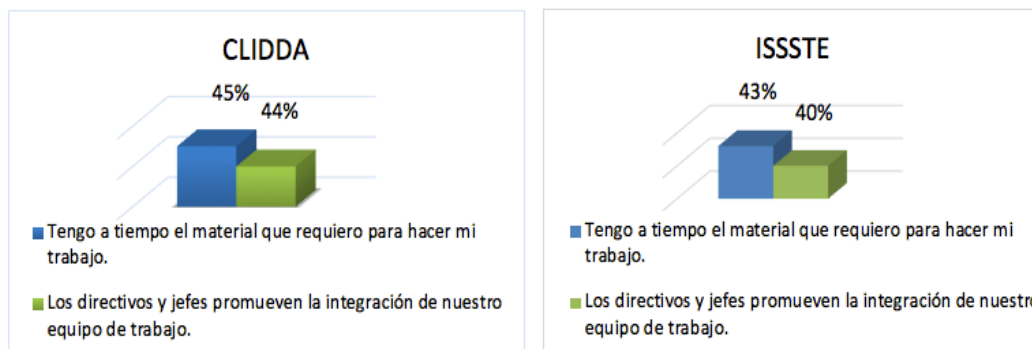 CLIDDA
45%
44%
Tengo a tiempo el material que requiero para hacer mi
trabajo.
Los directivos y jefes promueven la integración de nuestro
equipo de trabajo.
ISSSTE
43%
40%
Tengo a tiempo el material que requiero para hacer mi
trabajo.
Los directivos y jefes promueven la integración de nuestro
equipo de trabajo.